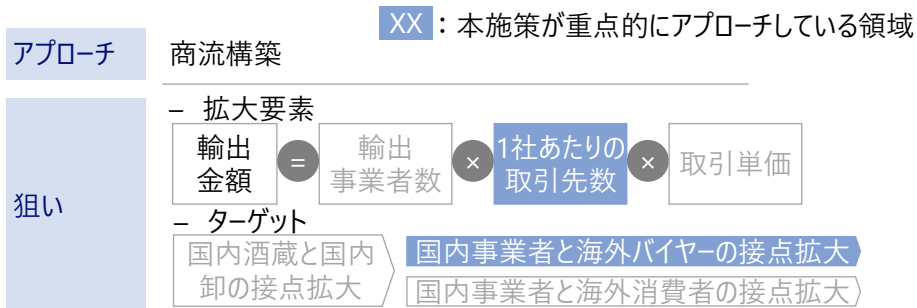 XX：本施策が重点的にアプローチしている領域
アプローチ
商流構築
狙い
– 拡大要素
輸出
金額
=
輸出
事業者数
×
1社あたりの
取引先数
×
取引単価
– ターゲット
国内酒蔵と国内
卸の接点拡大
国内事業者と海外バイヤーの接点拡大
国内事業者と海外消費者の接点拡大